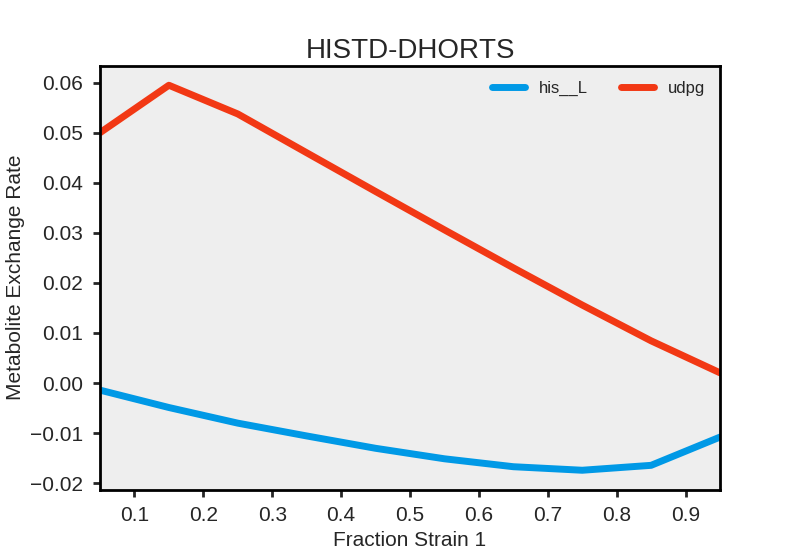 HISTD-DHORTS
his__L
udpg
0.06
0.05
0.04
0.03
0.02
0.01
0.00
−0.01
−0.02
Metabolite Exchange Rate
0.1 0.2 0.3 0.4 0.5 0.6 0.7 0.8 0.9
Fraction Strain 1